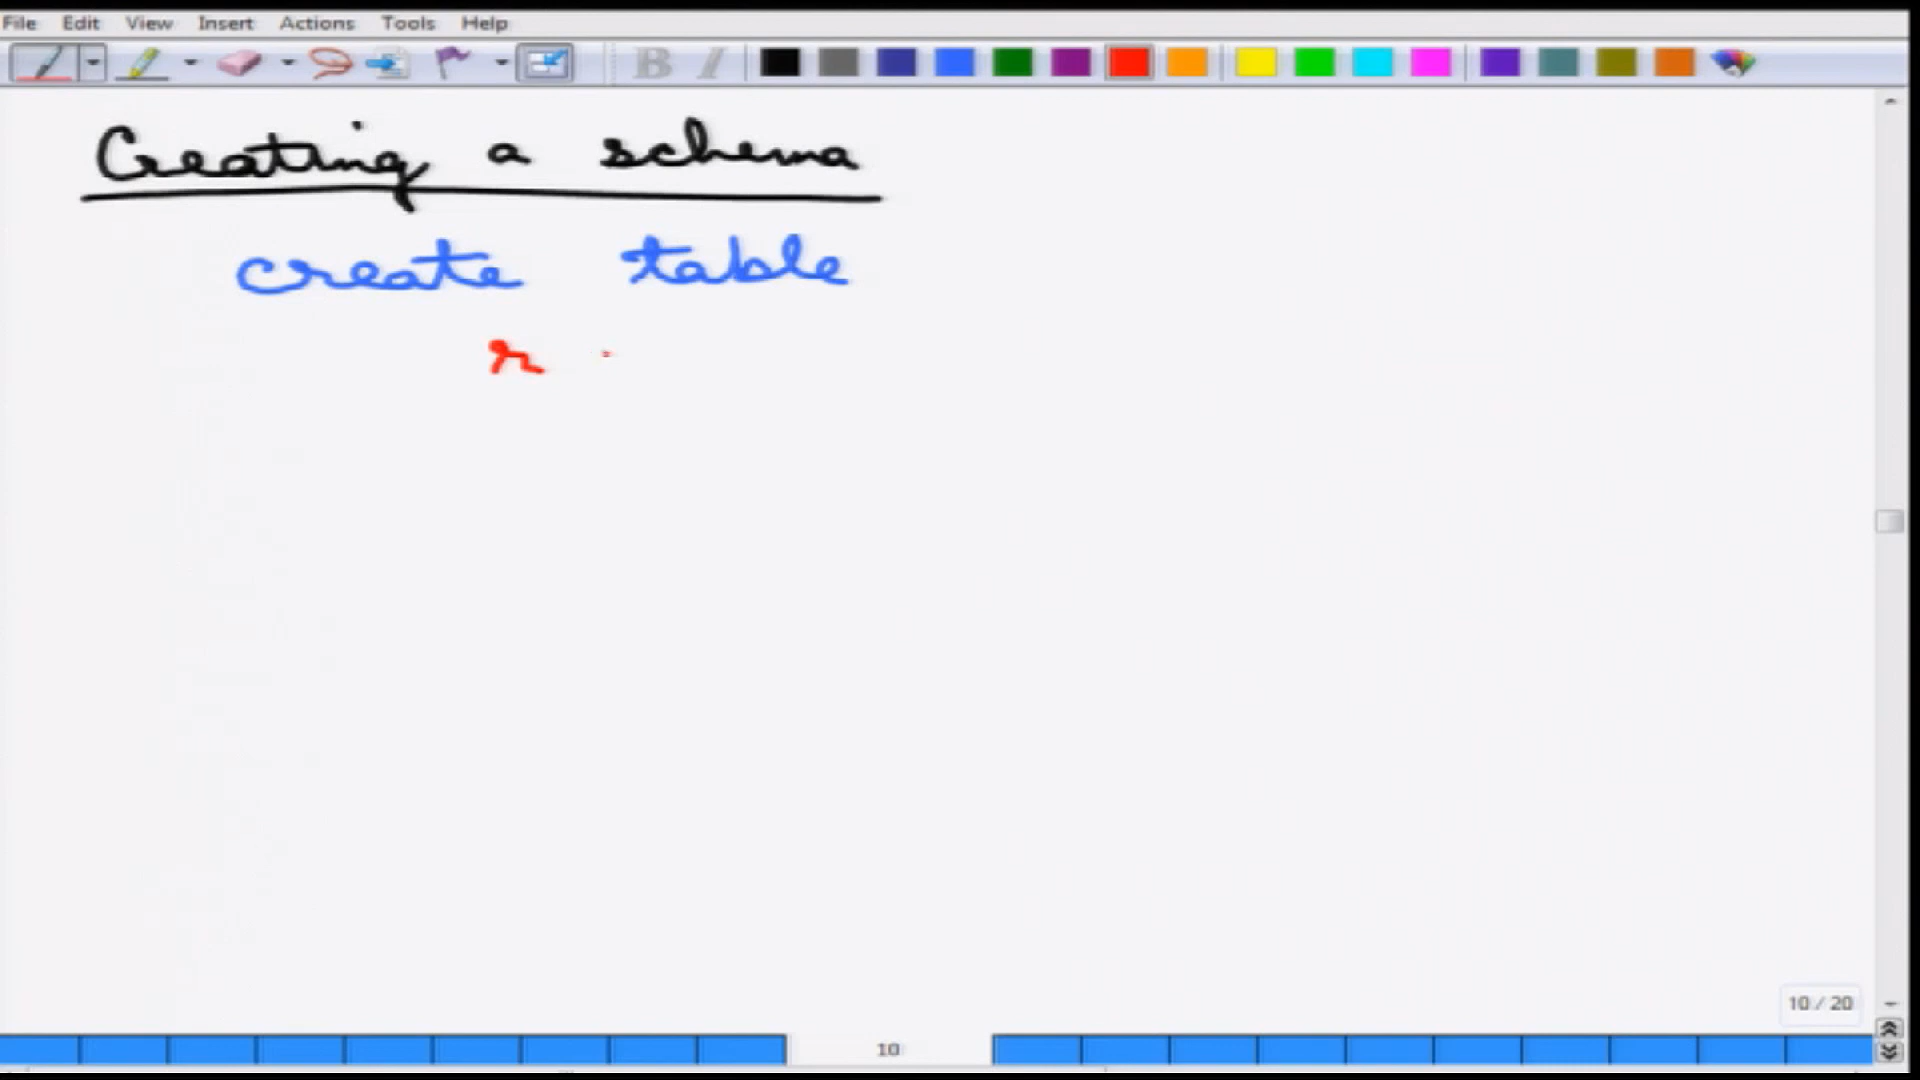 File Edit View Insert Actions Tools Help
B I
Creating a schema
create table
r
10 / 20
10